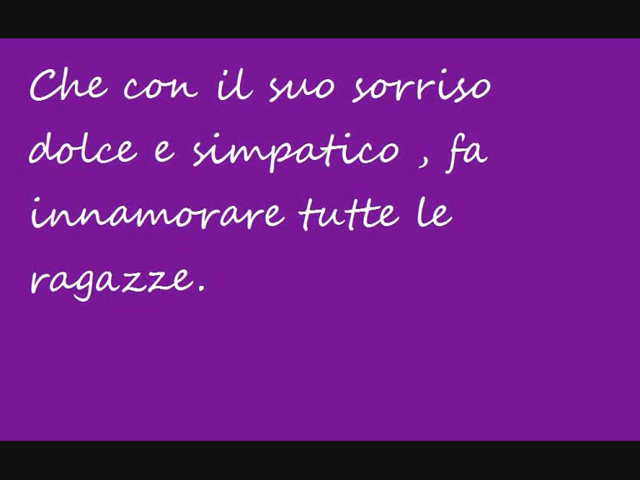 Che con il suo sorriso
dolce e simpatico , fa
innamorare tutte le
ragazze.